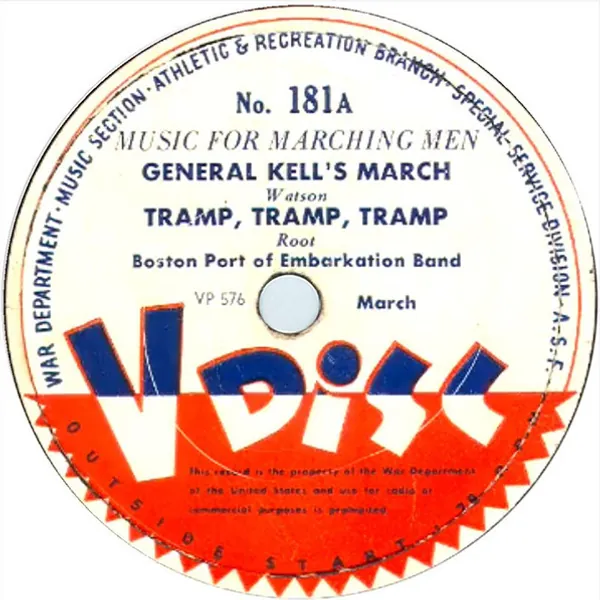 WAR DEPARTMENT · MUSIC SECTION · ATHLETIC & RECREATION BRANCH · SPECIAL SERVICE DIVISION · A·S·F·
No. 181A
MUSIC FOR MARCHING MEN
GENERAL KELL'S MARCH
Watson
TRAMP, TRAMP, TRAMP
Root
Boston Port of Embarkation Band
VP 576
March
V DISC
This record is the property of the War Department
of the United States and use for radio or
commercial purposes is prohibited
OUTSIDE START · 78 RPM